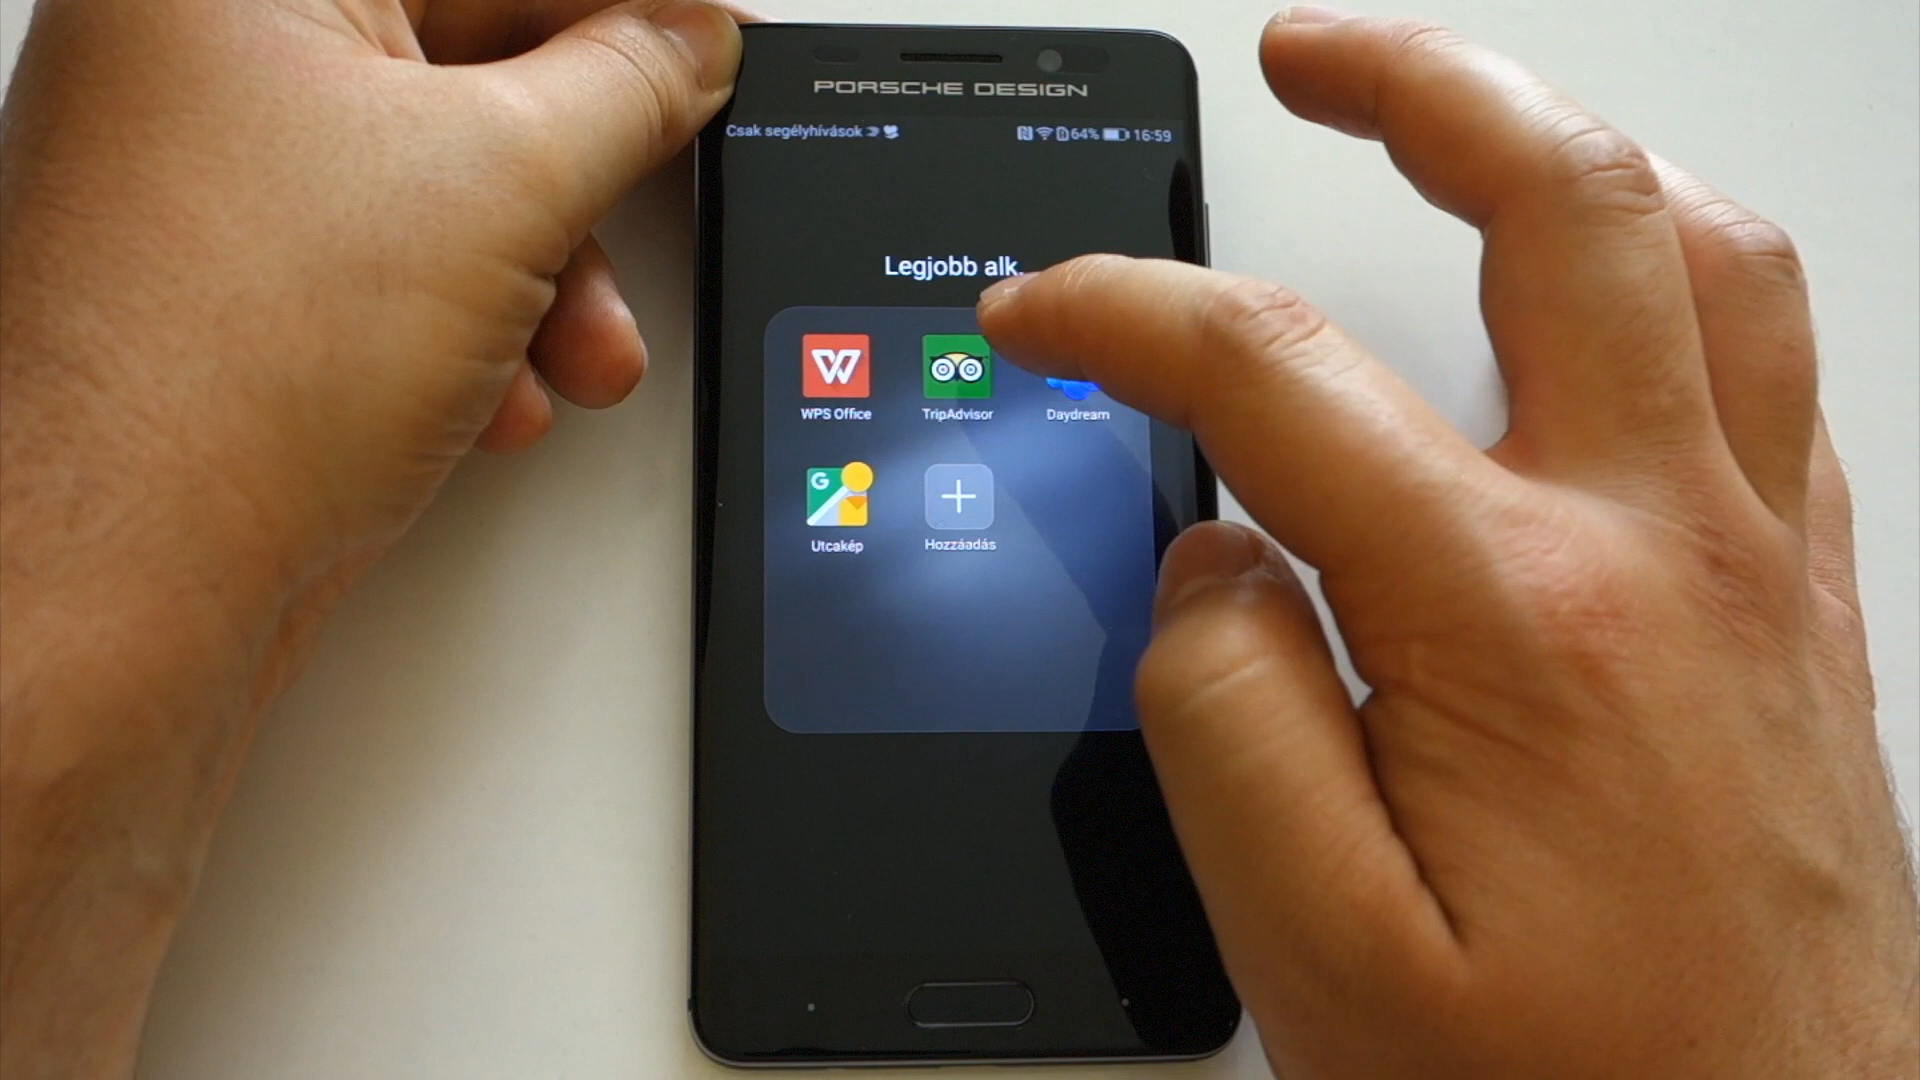 PORSCHE DESIGN
Csak segélyhívások 64% 16:59
Legjobb alk.
WPS Office TripAdvisor Daydream
G
Utcakép Hozzáadás